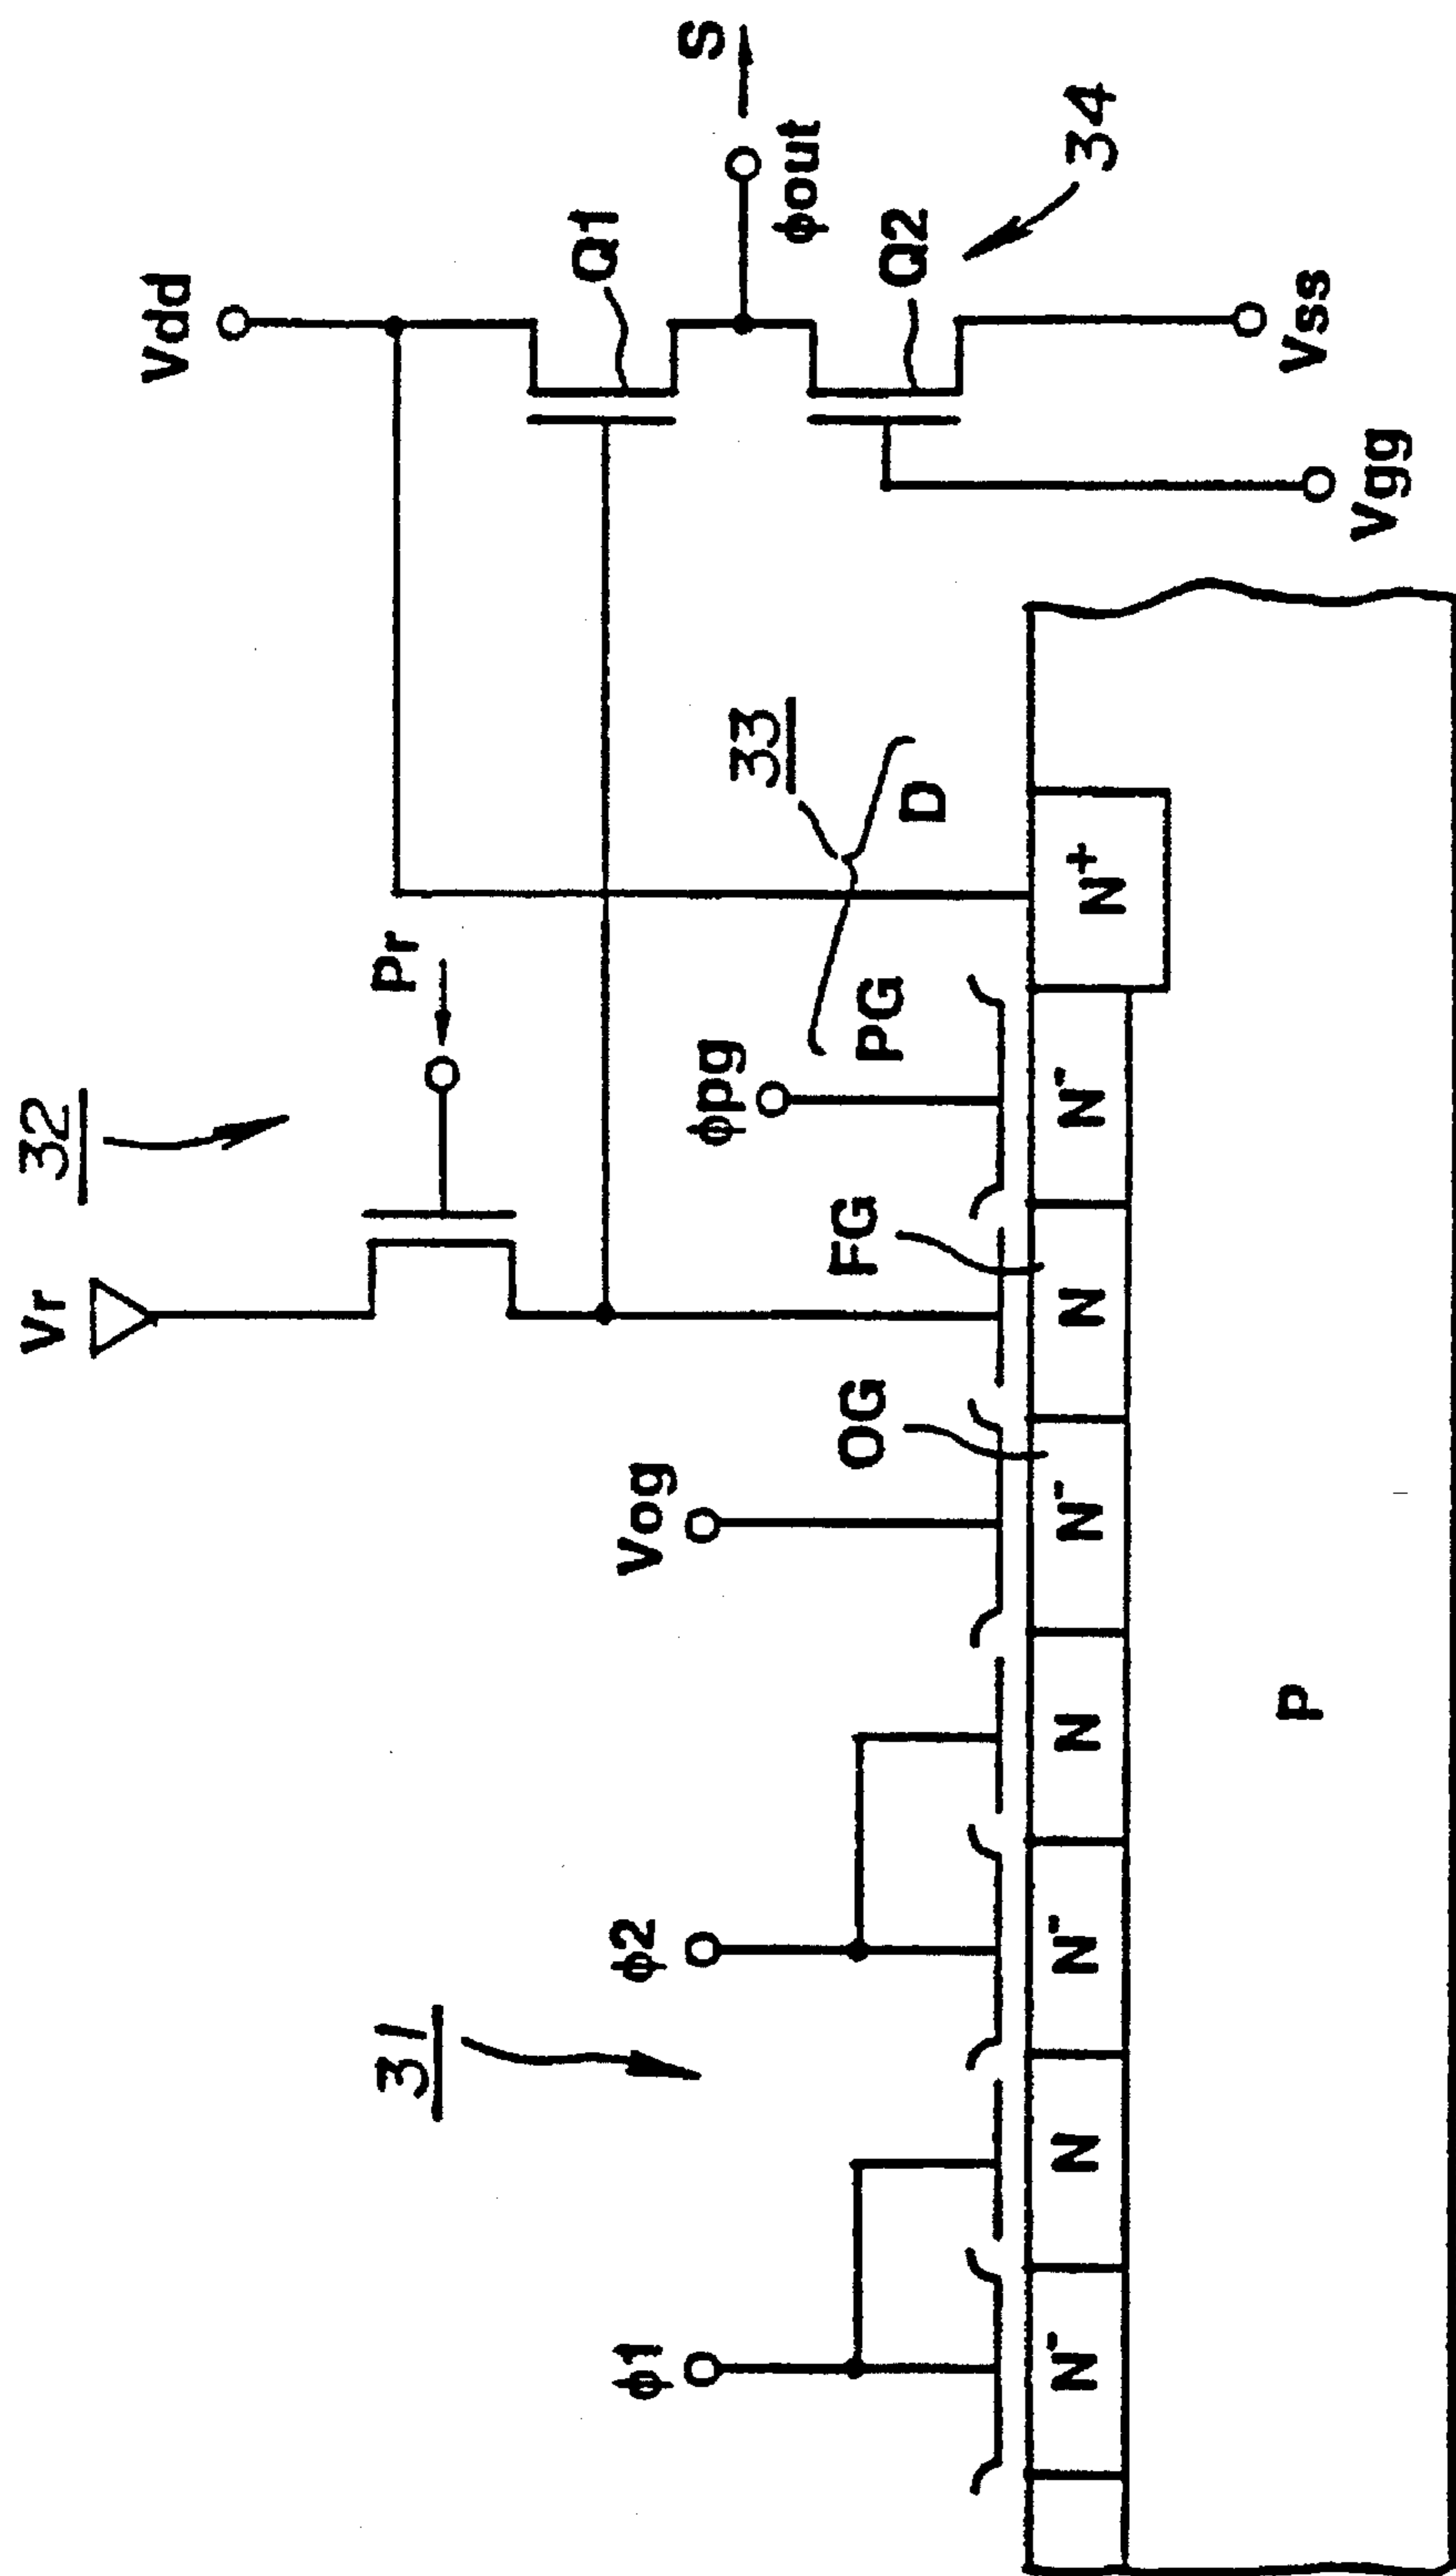 32
Vr
Pr
Vdd
31
φ1
φ2
Vog
OG
FG
φpg
PG
33
D
Q1
Q2
φout
S
34
Vgg
Vss
N-
N
N-
N
N-
N
N-
N+
P